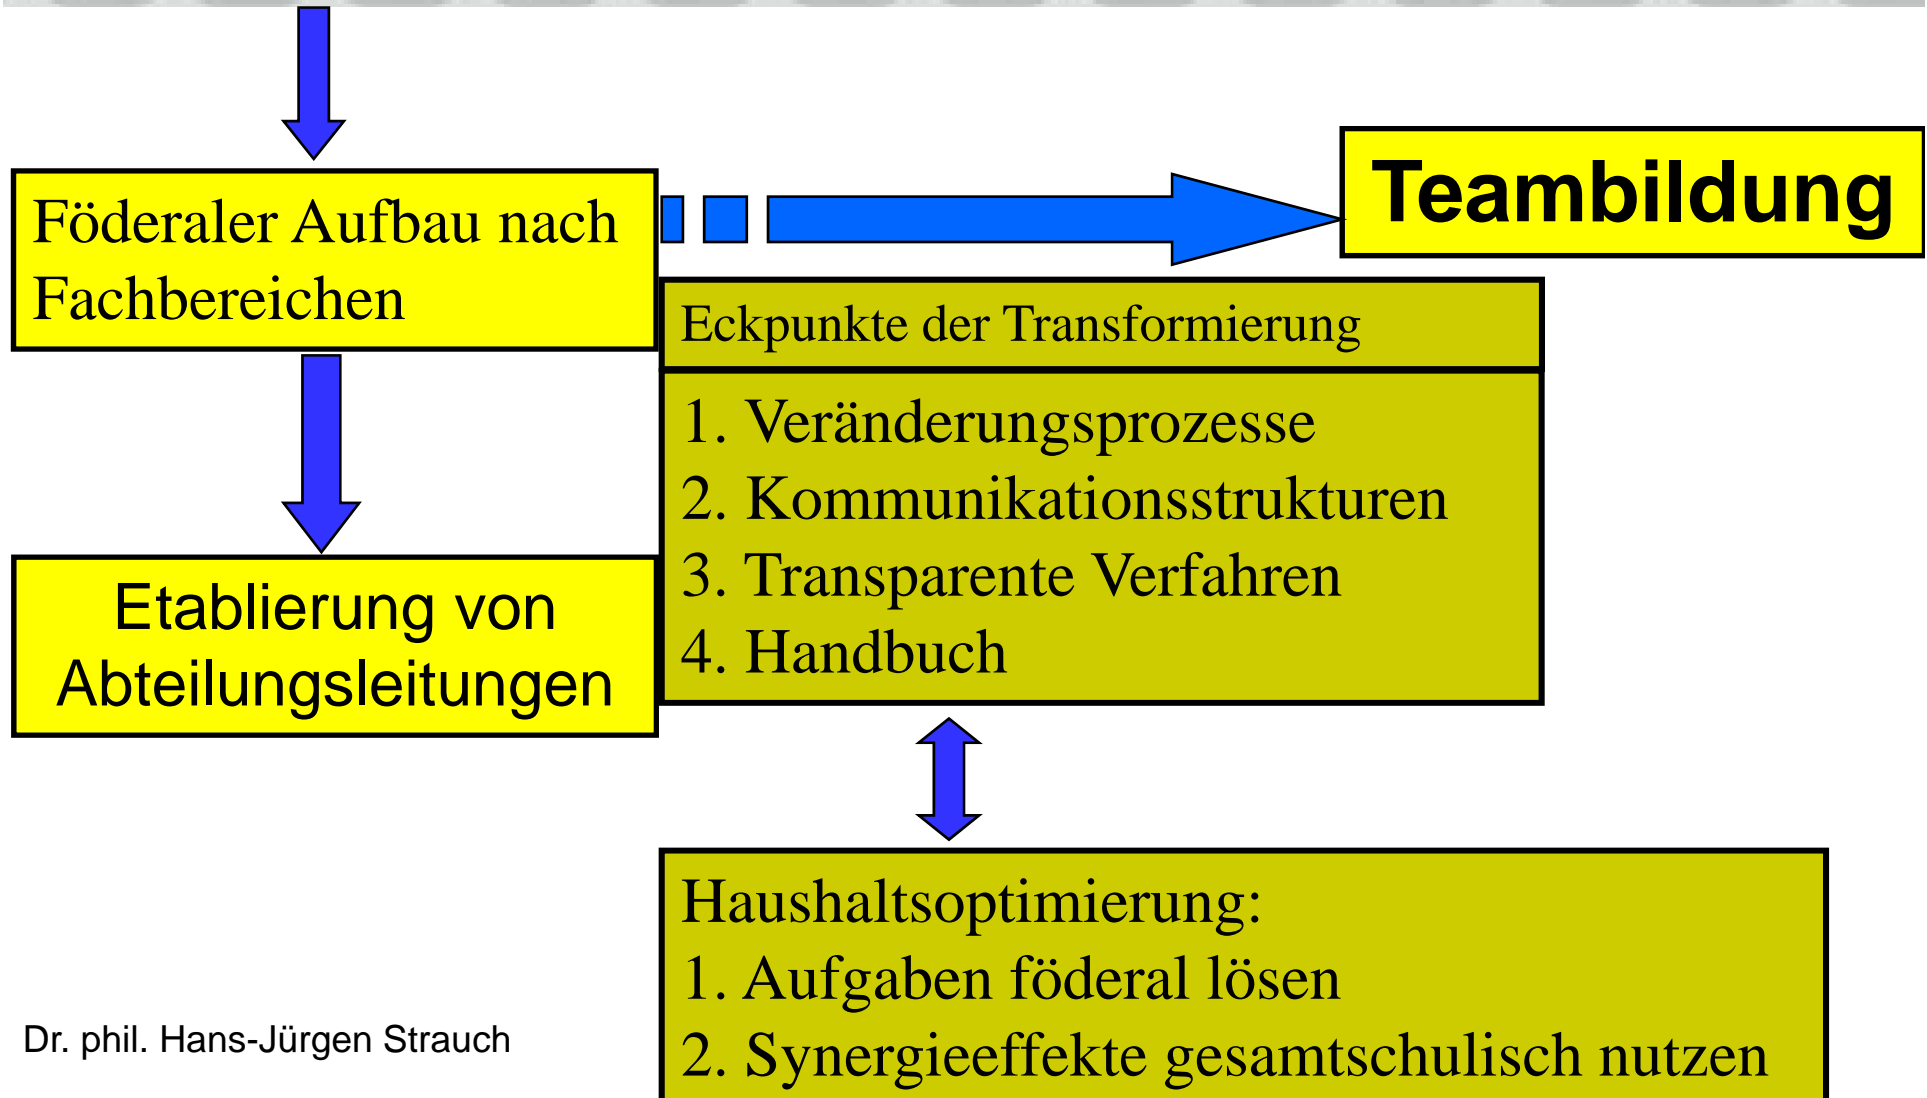 Föderaler Aufbau nach
Fachbereichen
Teambildung
Eckpunkte der Transformierung
1. Veränderungsprozesse
2. Kommunikationsstrukturen
3. Transparente Verfahren
4. Handbuch
Etablierung von
Abteilungsleitungen
Haushaltsoptimierung:
1. Aufgaben föderal lösen
2. Synergieeffekte gesamtschulisch nutzen
Dr. phil. Hans-Jürgen Strauch